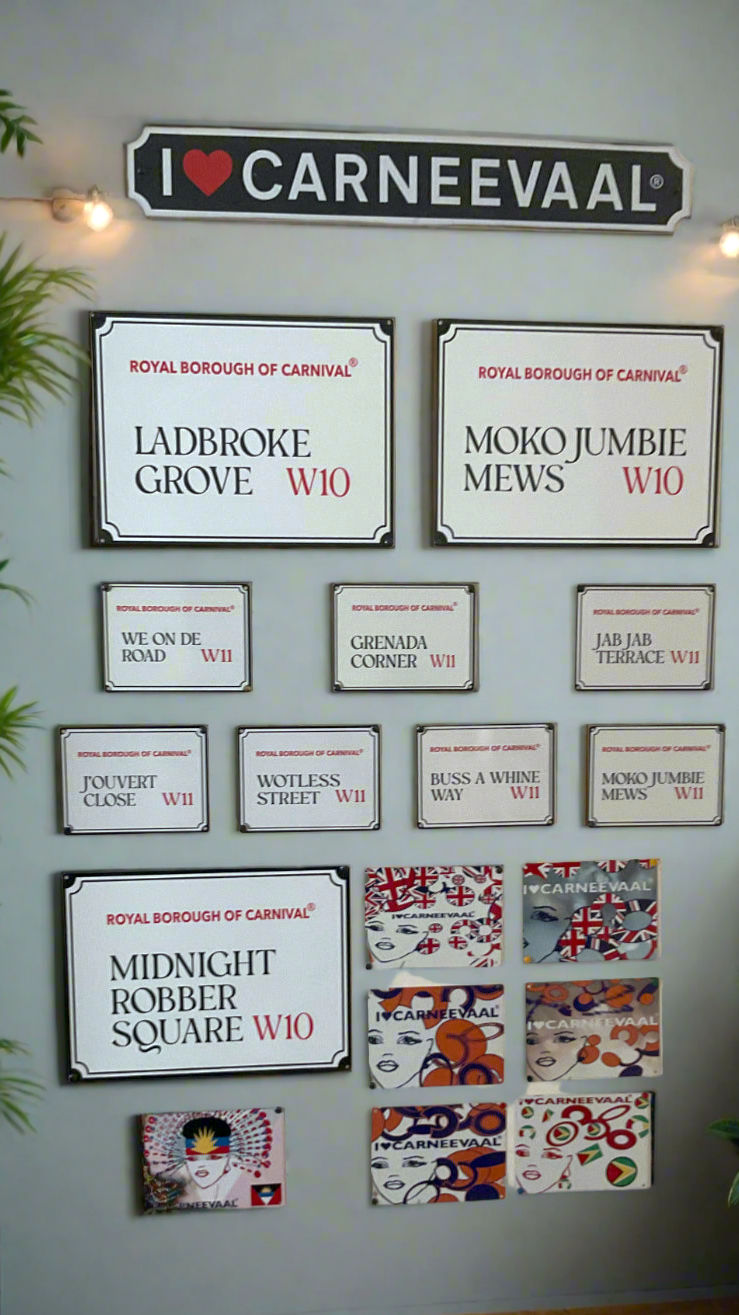 I ❤ CARNEEVAAL®
ROYAL BOROUGH OF CARNIVAL®
LADBROKE
GROVE W10
ROYAL BOROUGH OF CARNIVAL®
MOKO JUMBIE
MEWS W10
ROYAL BOROUGH OF CARNIVAL®
WE ON DE
ROAD W11
ROYAL BOROUGH OF CARNIVAL®
GRENADA
CORNER W11
ROYAL BOROUGH OF CARNIVAL®
JAB JAB
TERRACE W11
ROYAL BOROUGH OF CARNIVAL®
J'OUVERT
CLOSE W11
ROYAL BOROUGH OF CARNIVAL®
WOTLESS
STREET W11
ROYAL BOROUGH OF CARNIVAL®
BUSS A WHINE
WAY W11
ROYAL BOROUGH OF CARNIVAL®
MOKO JUMBIE
MEWS W11
ROYAL BOROUGH OF CARNIVAL®
MIDNIGHT
ROBBER
SQUARE W10
I♥CARNEEVAAL
I♥CARNEEVAAL
I♥CARNEEVAAL
I♥CARNEEVAAL
I♥CARNEEVAAL
I♥CARNEEVAAL